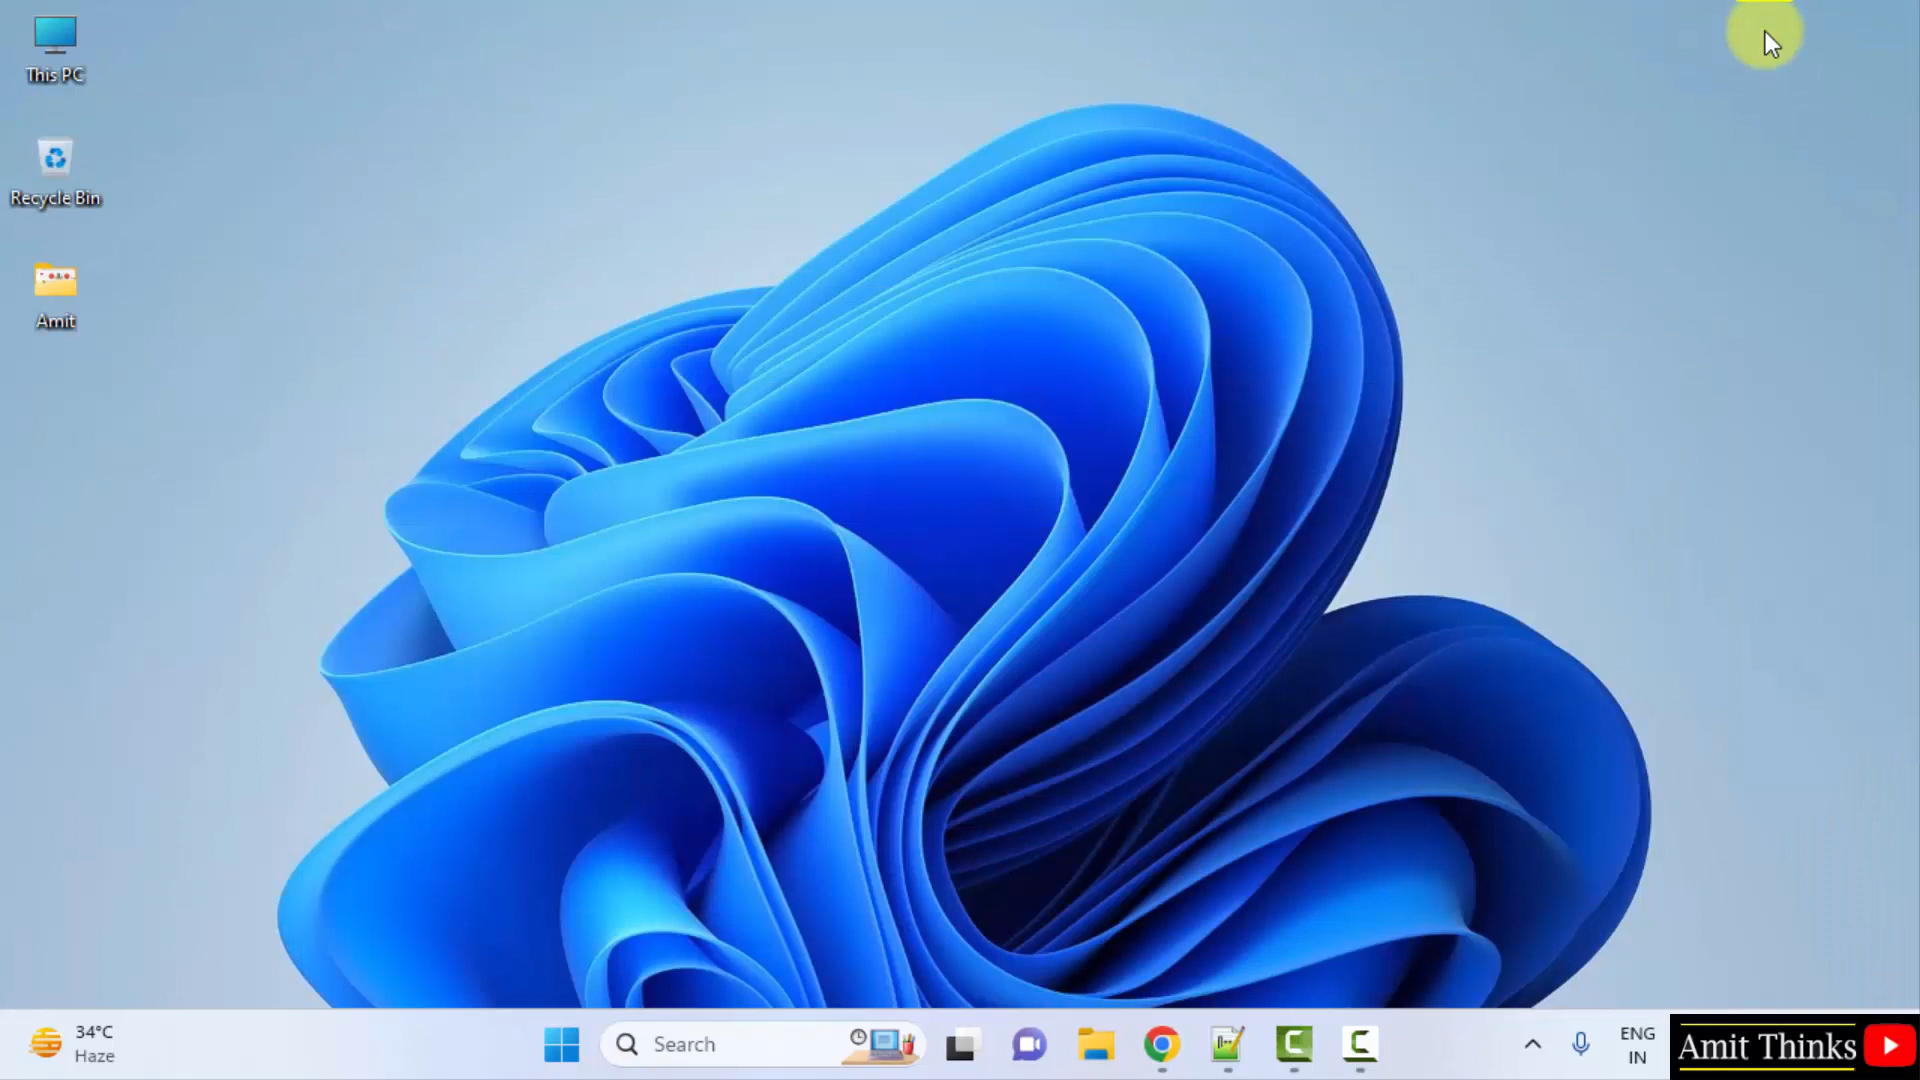 This PC
Recycle Bin
Amit
34°C
Haze
Search
ENG
IN
Amit Thinks